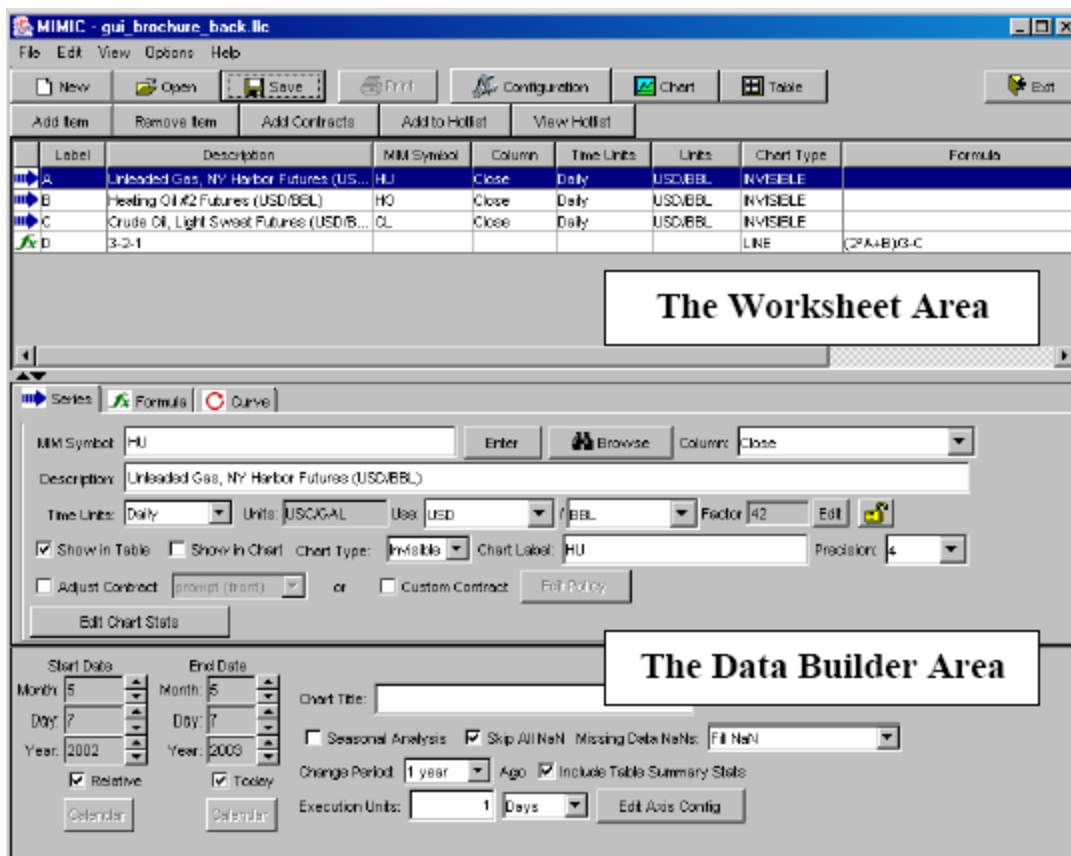 MIMIC - gui_brochure_back.llc
File Edit View Options Help
New Open Save Print Configuration Chart Table Exit
Add Item Remove Item Add Contracts Add to Hotlist View Hotlist
Label Description MIM Symbol Column Time Units Units Chart Type Formula
A Unleaded Gas, NY Harbor Futures (US... HU Close Daily USD/BBL INVISIBLE
B Heating Oil #2 Futures (USD/BBL) HO Close Daily USD/BBL INVISIBLE
C Crude Oil, Light Sweet Futures (USD/B... CL Close Daily USD/BBL INVISIBLE
fx D 3-2-1 LINE (2*A+B)/3-C
The Worksheet Area
Series fx Formula Curve
MIM Symbol: HU Enter Browse Column: Close
Description: Unleaded Gas, NY Harbor Futures (USD/BBL)
Time Units: Daily Units: USC/GAL Use: USD / BBL Factor 42 Edit
Show in Table Show in Chart Chart Type: Invisible Chart Label: HU Precision: 4
Adjust Contract prompt (front) or Custom Contract Edit Policy
Edit Chart Stats
The Data Builder Area
Start Date End Date
Month: 5 Month: 5 Chart Title:
Day: 7 Day: 7
Year: 2002 Year: 2003 Seasonal Analysis Skip All NaN Missing Data NaNs: Fill NaN
Relative Today Change Period: 1 year Ago Include Table Summary Stats
Calendar Calendar Execution Units: 1 Days Edit Axis Config